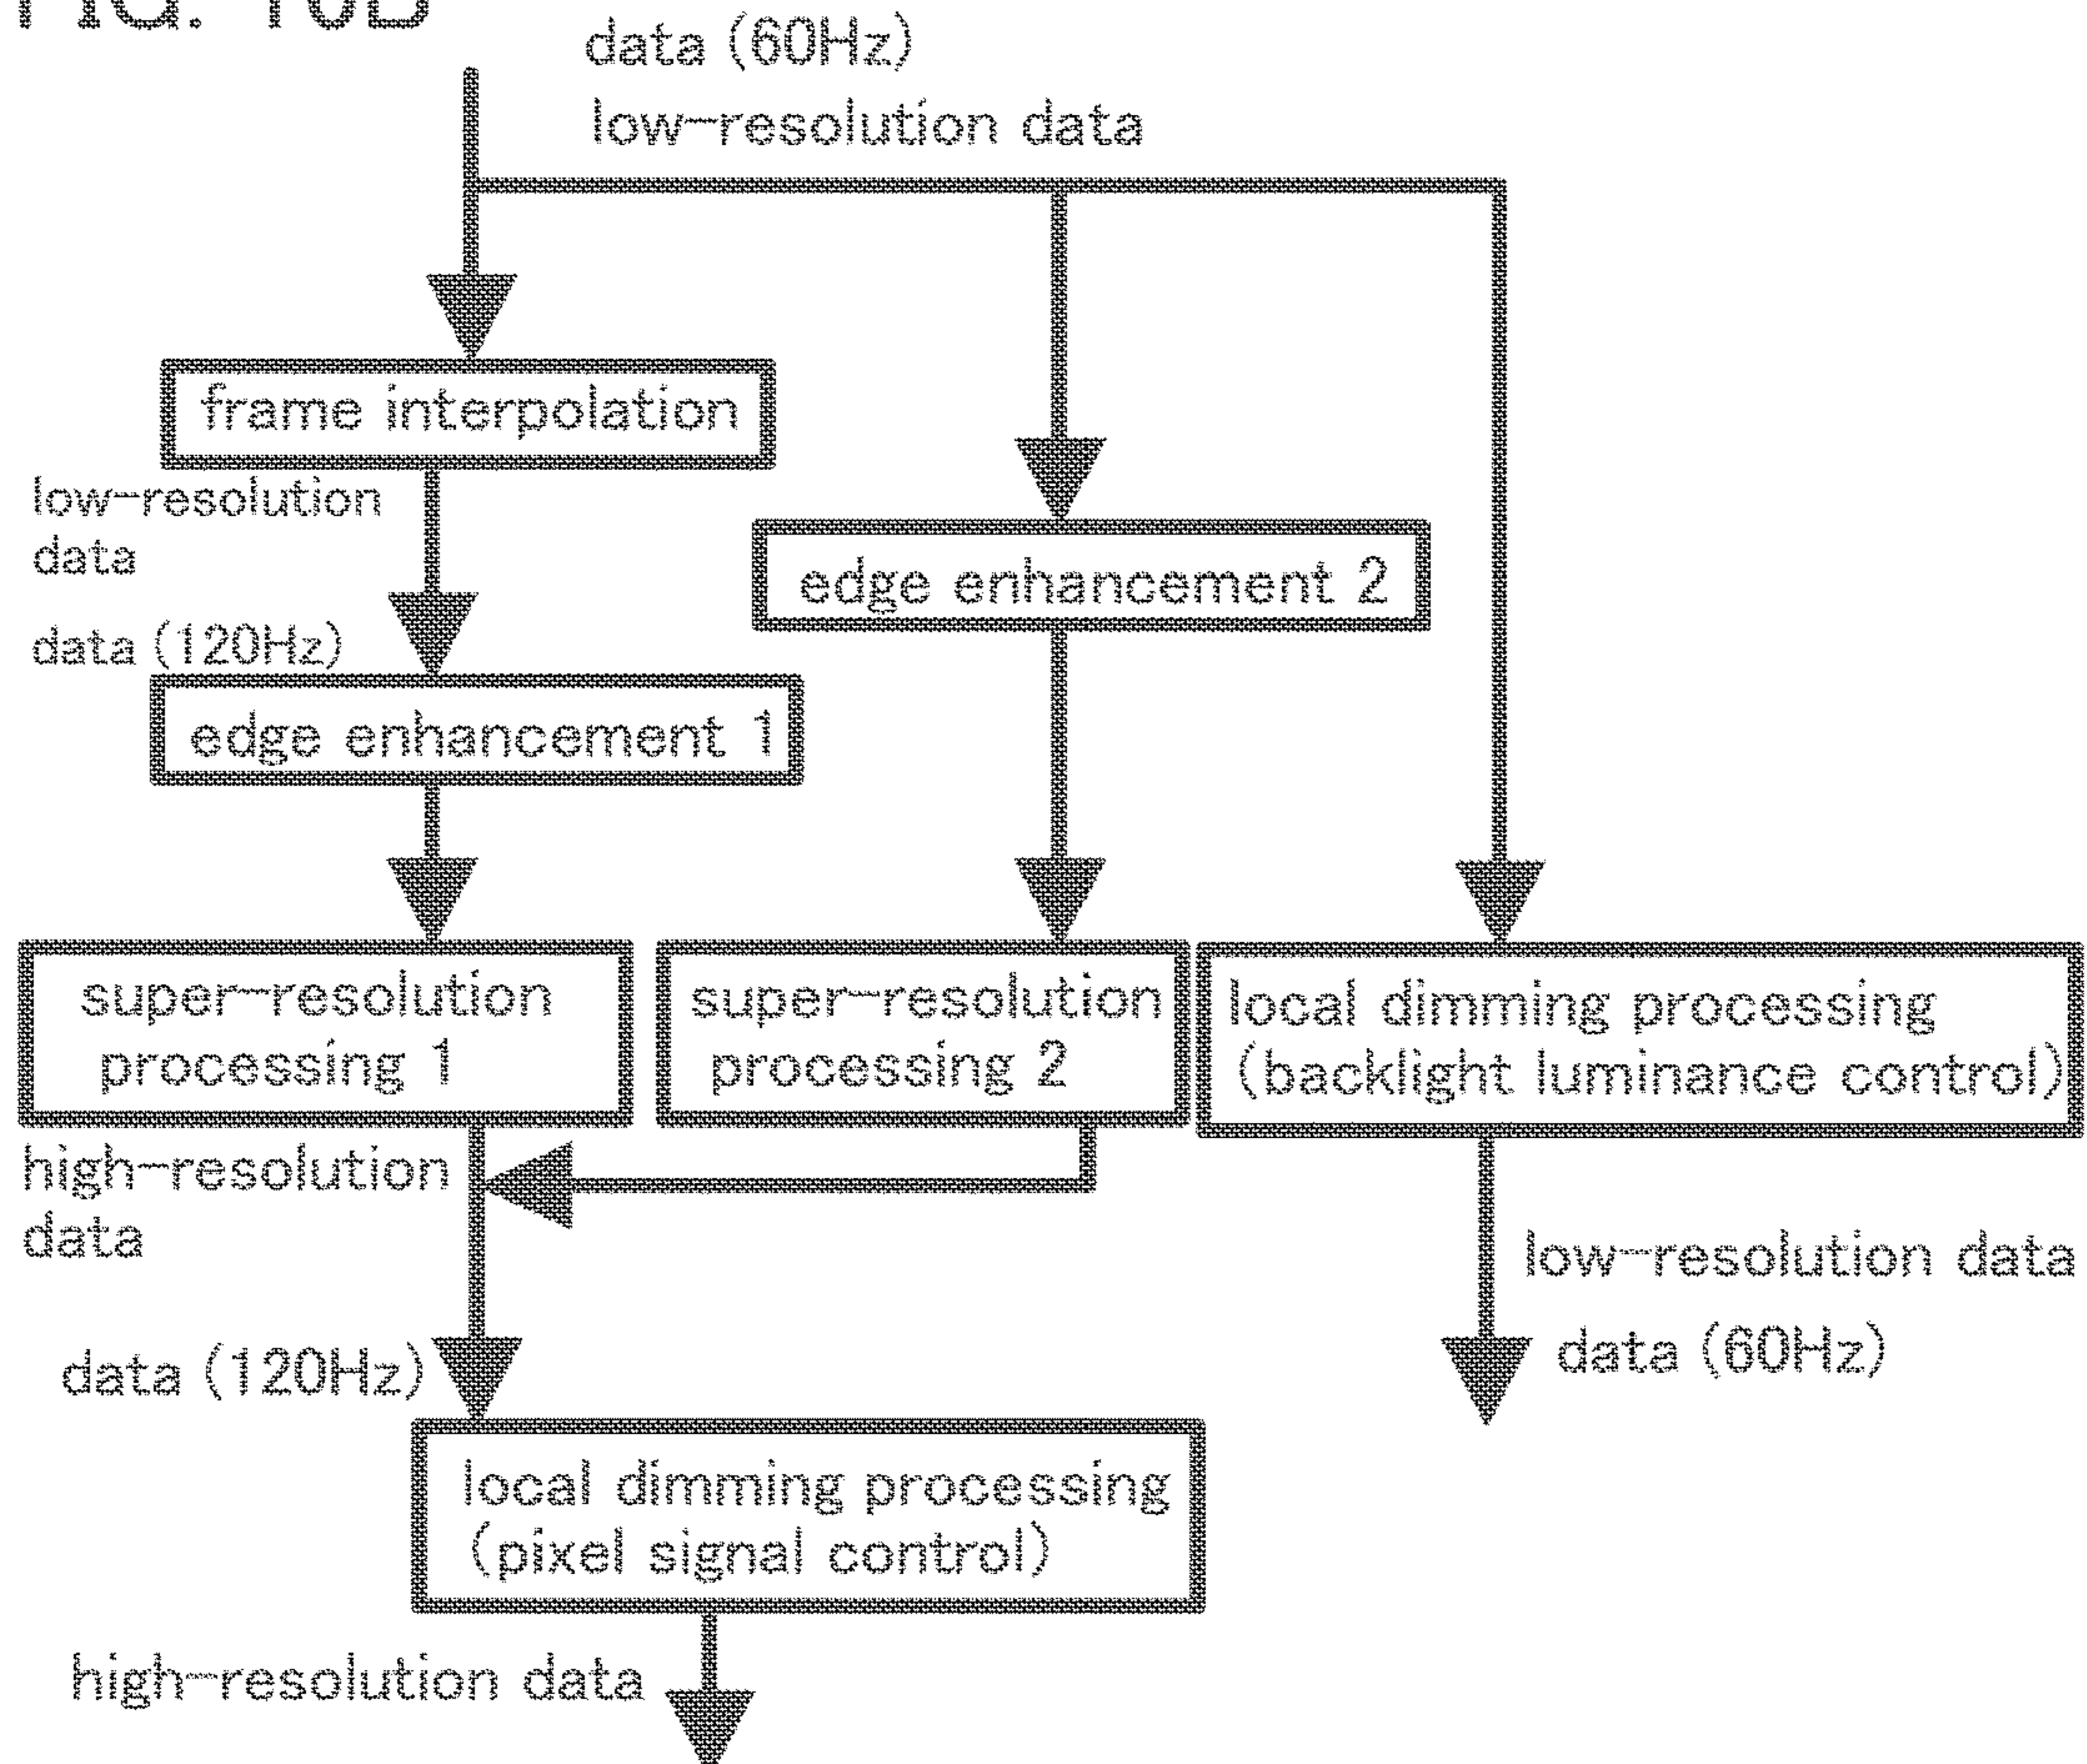 data (60Hz)
low-resolution data
frame interpolation
low-resolution
data
data (120Hz)
edge enhancement 2
edge enhancement 1
super-resolution
processing 1
super-resolution
processing 2
local dimming processing
(backlight luminance control)
high-resolution
data
data (120Hz)
low-resolution data
data (60Hz)
local dimming processing
(pixel signal control)
high-resolution data